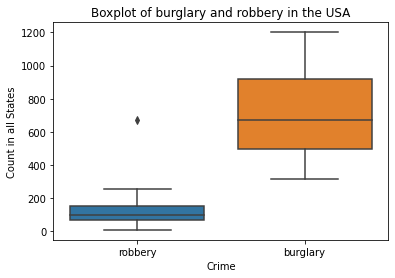 Boxplot of burglary and robbery in the USA
Count in all States
1200
1000
800
600
400
200
0
robbery
burglary
Crime